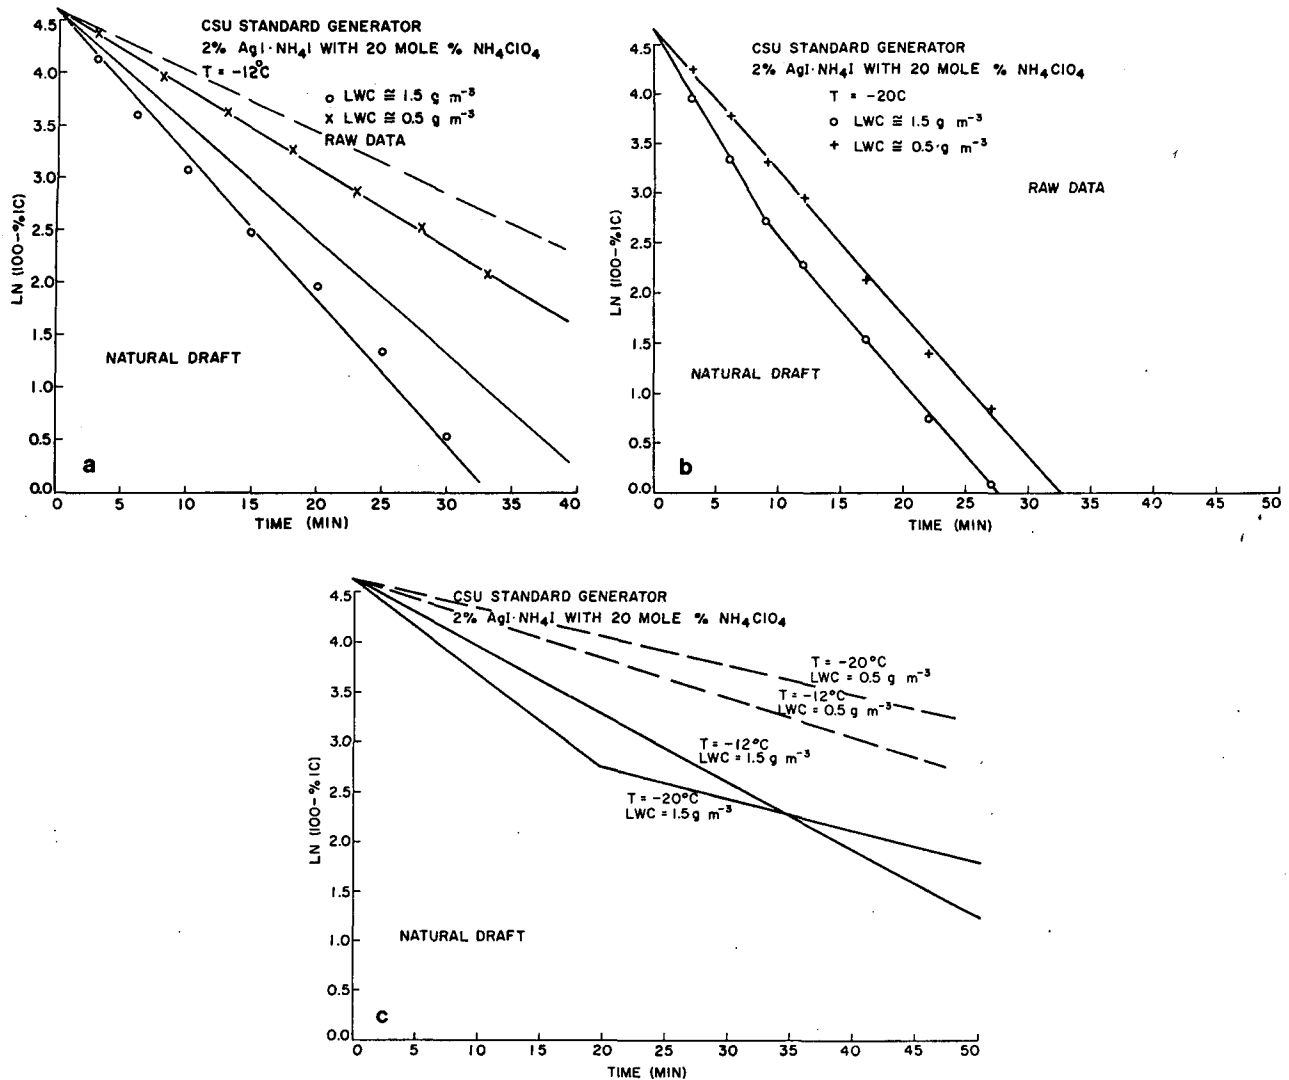 CSU STANDARD GENERATOR
2% AgI·NH₄I WITH 20 MOLE % NH₄ClO₄
T = -12°C
o LWC ≅ 1.5 g m⁻³
x LWC ≅ 0.5 g m⁻³
RAW DATA
LN (100-%IC)
4.5
4.0
3.5
3.0
2.5
2.0
1.5
1.0
0.5
0.0
NATURAL DRAFT
a
0 5 10 15 20 25 30 35 40
TIME (MIN)
CSU STANDARD GENERATOR
2% AgI·NH₄I WITH 20 MOLE % NH₄ClO₄
T = -20C
o LWC ≅ 1.5 g m⁻³
+ LWC ≅ 0.5·g m⁻³
RAW DATA
LN (100-%IC)
4.5
4.0
3.5
3.0
2.5
2.0
1.5
1.0
0.5
0.0
NATURAL DRAFT
b
0 5 10 15 20 25 30 35 40 45 50
TIME (MIN)
CSU STANDARD GENERATOR
2% AgI·NH₄I WITH 20 MOLE % NH₄ClO₄
T = -20°C
LWC = 0.5 g m⁻³
T = -12°C
LWC = 0.5 g m⁻³
T = -12°C
LWC = 1.5 g m⁻³
T = -20°C
LWC = 1.5 g m⁻³
LN (100-%IC)
4.5
4.0
3.5
3.0
2.5
2.0
1.5
1.0
0.5
0.0
NATURAL DRAFT
c
0 5 10 15 20 25 30 35 40 45 50
TIME (MIN)